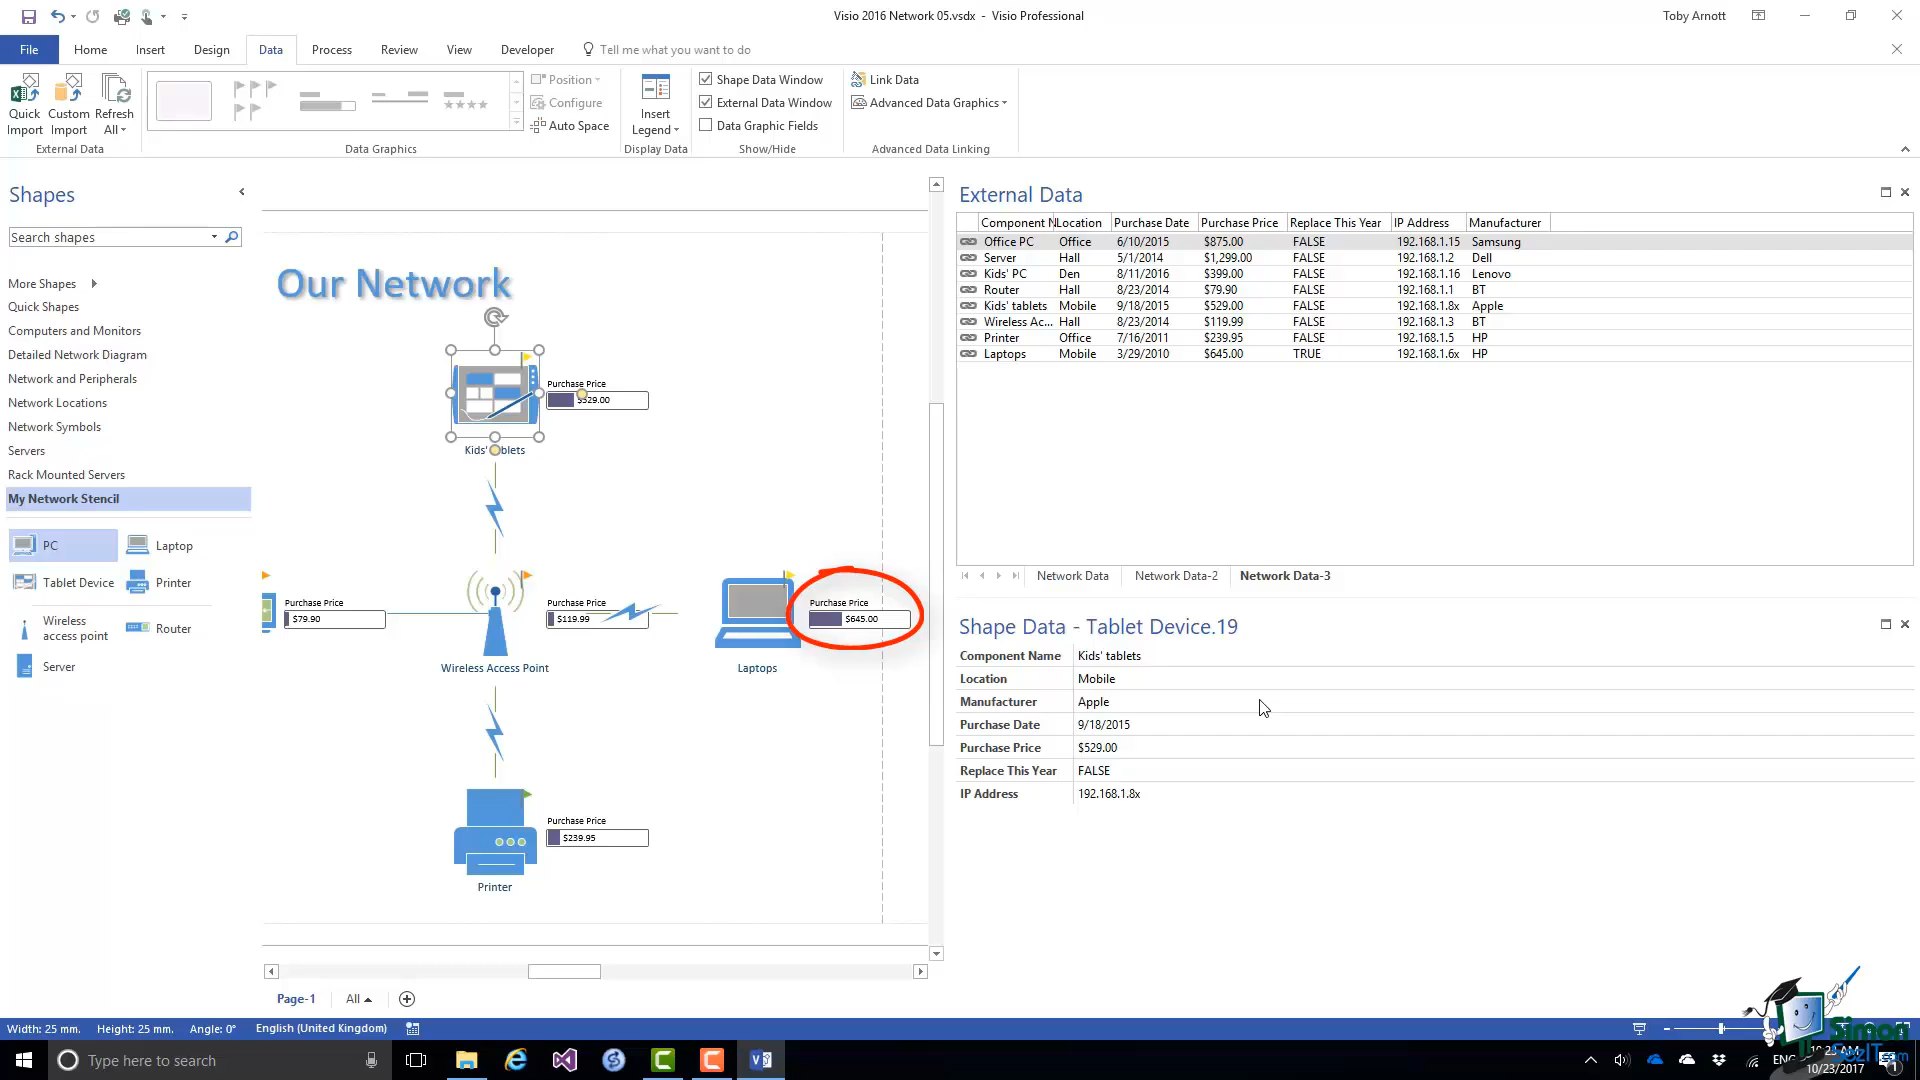 Visio 2016 Network 05.vsdx - Visio Professional
Toby Arnott
File Home Insert Design Data Process Review View Developer Tell me what you want to do
Quick Import
Custom Import
Refresh All
External Data
Position
Configure
Auto Space
Data Graphics
Insert Legend
Display Data
Shape Data Window
External Data Window
Data Graphic Fields
Show/Hide
Link Data
Advanced Data Graphics
Advanced Data Linking
Shapes
Search shapes
More Shapes
Quick Shapes
Computers and Monitors
Detailed Network Diagram
Network and Peripherals
Network Locations
Network Symbols
Servers
Rack Mounted Servers
My Network Stencil
PC Laptop
Tablet Device Printer
Wireless access point Router
Server
Our Network
Purchase Price
$529.00
Purchase Price
$79.90
Purchase Price
$119.99
Wireless Access Point
Purchase Price
$645.00
Laptops
Purchase Price
$239.95
Printer
Page-1 All
External Data
Location Purchase Date Purchase Price Replace This Year IP Address Manufacturer
Office PC Office 6/10/2015 $875.00 FALSE 192.168.1.15 Samsung
Server Hall 5/1/2014 $1,299.00 FALSE 192.168.1.2 Dell
Kids' PC Den 8/11/2016 $399.00 FALSE 192.168.1.16 Lenovo
Router Hall 8/23/2014 $79.90 FALSE 192.168.1.1 BT
Kids' tablets Mobile 9/18/2015 $529.00 FALSE 192.168.1.8x Apple
Wireless Ac... Hall 8/23/2014 $119.99 FALSE 192.168.1.3 BT
Printer Office 7/16/2011 $239.95 FALSE 192.168.1.5 HP
Laptops Mobile 3/29/2010 $645.00 TRUE 192.168.1.6x HP
Network Data Network Data-2 Network Data-3
Shape Data - Tablet Device.19
Component Name Kids' tablets
Location Mobile
Manufacturer Apple
Purchase Date 9/18/2015
Purchase Price $529.00
Replace This Year FALSE
IP Address 192.168.1.8x
Width: 25 mm. Height: 25 mm. Angle: 0° English (United Kingdom)
Simon
SezIT.com
Type here to search
10/23/2017